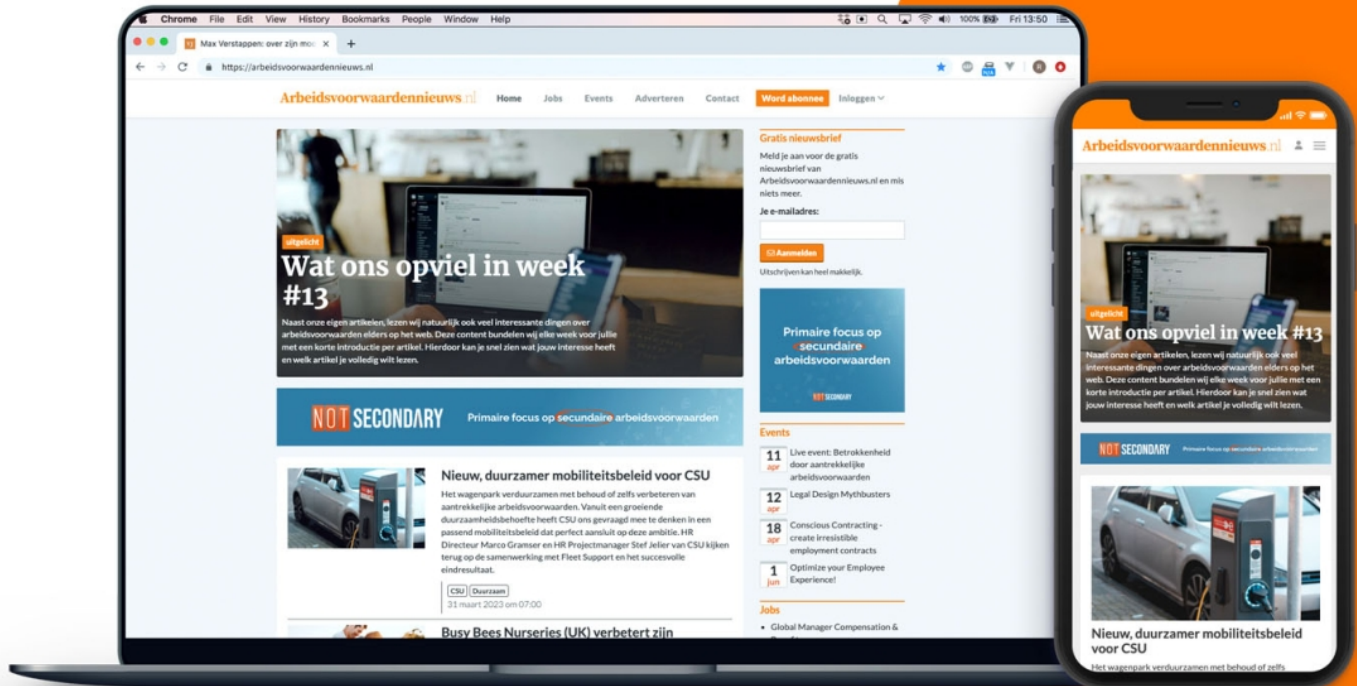 Chrome File Edit View History Bookmarks People Window Help
100% Fri 13:50
Max Verstappen: over zijn mo
https://arbeidsvoorwaardennieuws.nl
Arbeidsvoorwaardennieuws.nl Home Jobs Events Adverteren Contact Word abonnee Inloggen
uitgelicht
Wat ons opviel in week
#13
Naast onze eigen artikelen, lezen wij natuurlijk ook veel interessante dingen over
arbeidsvoorwaarden elders op het web. Deze content bundelen wij elke week voor jullie
met een korte introductie per artikel. Hierdoor kan je snel zien wat jouw interesse heeft
en welk artikel je volledig wilt lezen.
NOT SECONDARY Primaire focus op secundaire arbeidsvoorwaarden
Nieuw, duurzamer mobiliteitsbeleid voor CSU
Het wagenpark verduurzamen met behoud of zelfs verbeteren van
aantrekkelijke arbeidsvoorwaarden. Vanuit een groeiende
duurzaamheidsbehoefte heeft CSU ons gevraagd mee te denken in een
passend mobiliteitsbeleid dat perfect aansluit op deze ambitie. HR
Directeur Marco Gramser en HR Projectmanager Stef Jelier van CSU kijken
terug op de samenwerking met Fleet Support en het succesvolle
eindresultaat.
CSU Duurzaam
31 maart 2023 om 07:00
Busy Bees Nurseries (UK) verbetert zijn
Gratis nieuwsbrief
Meld je aan voor de gratis
nieuwsbrief van
Arbeidsvoorwaardennieuws.nl en mis
niets meer.
Je e-mailadres:
Aanmelden
Uitschrijven kan heel makkelijk.
Primaire focus op
secundaire
arbeidsvoorwaarden
NOT SECONDARY
Events
11 apr Live event: Betrokkenheid
door aantrekkelijke
arbeidsvoorwaarden
12 apr Legal Design Mythbusters
18 apr Conscious Contracting -
create irresistible
employment contracts
1 jun Optimize your Employee
Experience!
Jobs
Global Manager Compensation &
Arbeidsvoorwaardennieuws.nl
uitgelicht
Wat ons opviel in week #13
Naast onze eigen artikelen, lezen wij natuurlijk ook veel
interessante dingen over arbeidsvoorwaarden elders op het
web. Deze content bundelen wij elke week voor jullie met een
korte introductie per artikel. Hierdoor kan je snel zien wat
jouw interesse heeft en welk artikel je volledig wilt lezen.
NOT SECONDARY Primaire focus op secundaire arbeidsvoorwaarden
Nieuw, duurzamer mobiliteitsbeleid
voor CSU
Het wagenpark verduurzamen met behoud of zelfs